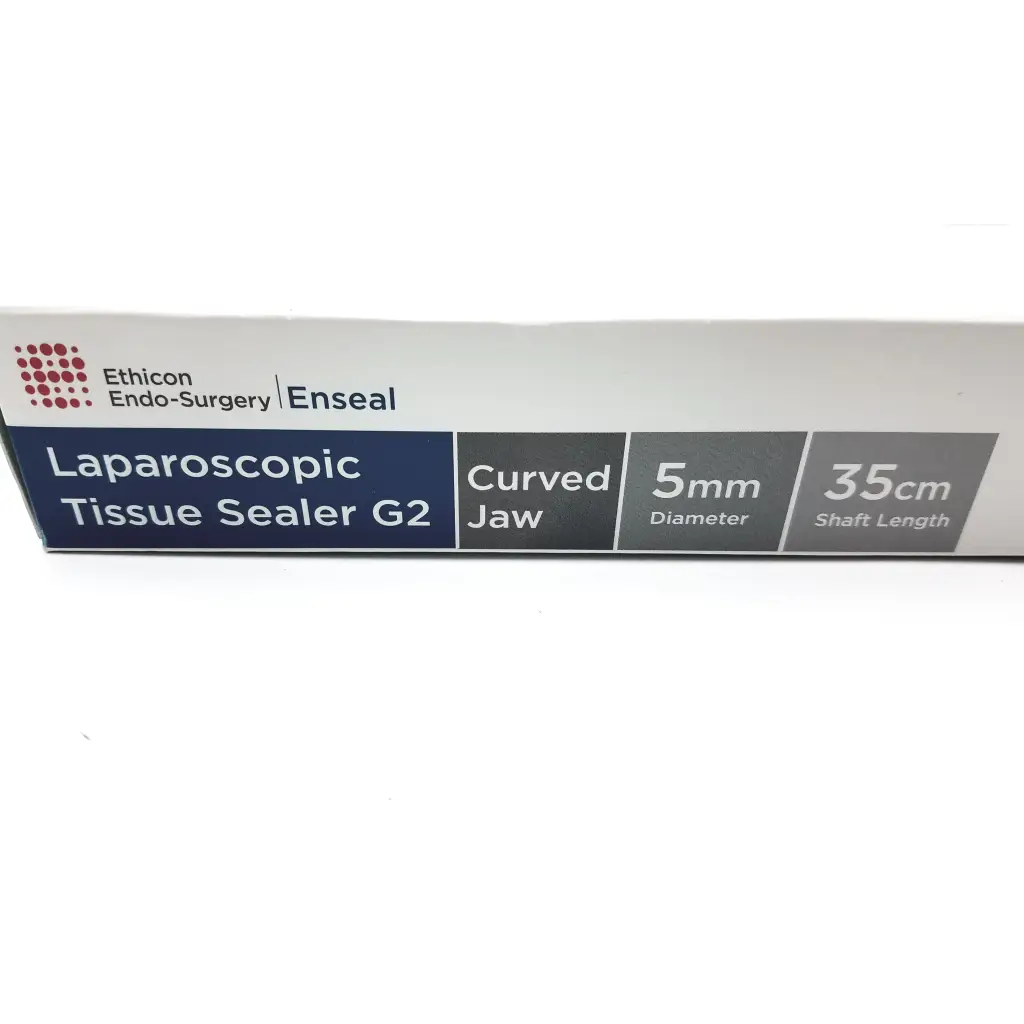 Ethicon
Endo-Surgery | Enseal
Laparoscopic
Tissue Sealer G2
Curved
Jaw
5mm
Diameter
35cm
Shaft Length